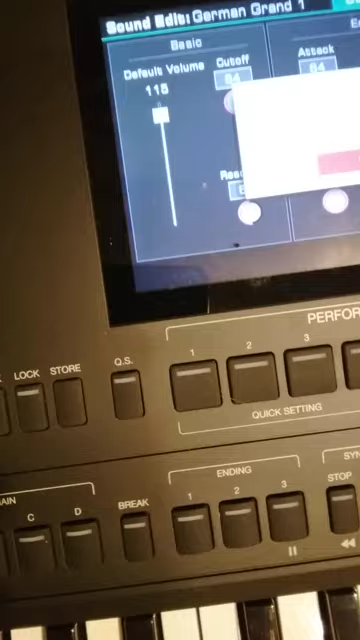 Sound Edit: German Grand 1
Basic
Default Volume
Cutoff
Attack
115
64
64
PERFOR
1 2 3
LOCK STORE
Q.S.
QUICK SETTING
ENDING
1 2 3
C D
BREAK
STOP